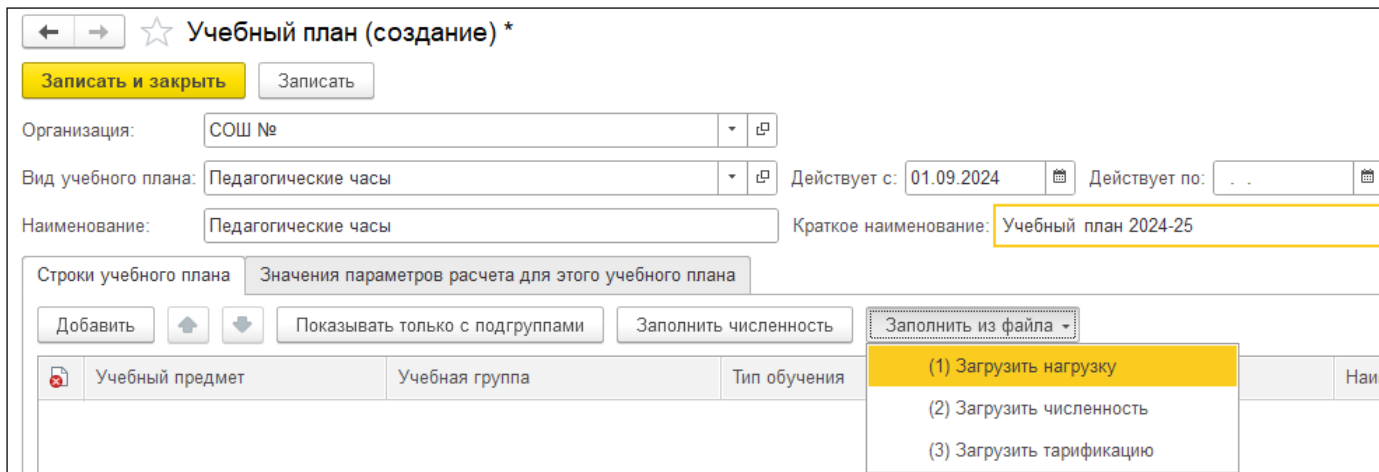 Учебный план (создание) *
Записать и закрыть Записать
Организация: СОШ №
Вид учебного плана: Педагогические часы Действует с: 01.09.2024 Действует по: . .
Наименование: Педагогические часы Краткое наименование: Учебный план 2024-25
Строки учебного плана Значения параметров расчета для этого учебного плана
Добавить Показывать только с подгруппами Заполнить численность Заполнить из файла
Учебный предмет Учебная группа Тип обучения (1) Загрузить нагрузку Наи
(2) Загрузить численность
(3) Загрузить тарификацию